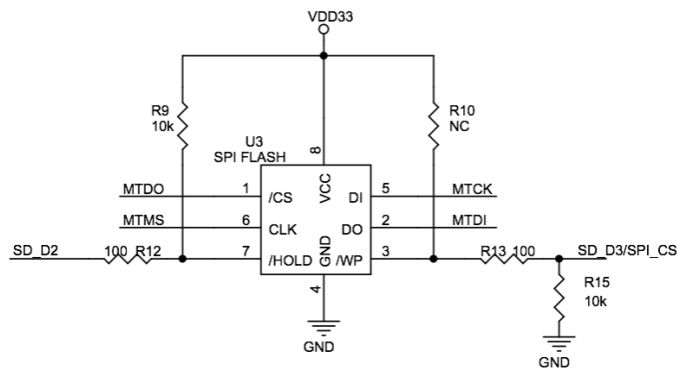 VDD33
R9
10k
R10
NC
U3
SPI FLASH
8
MTDO 1 /CS VCC DI 5 MTCK
MTMS 6 CLK DO 2 MTDI
SD_D2 100 R12 7 /HOLD GND /WP 3 R13 100 SD_D3/SPI_CS
4
R15
10k
GND
GND